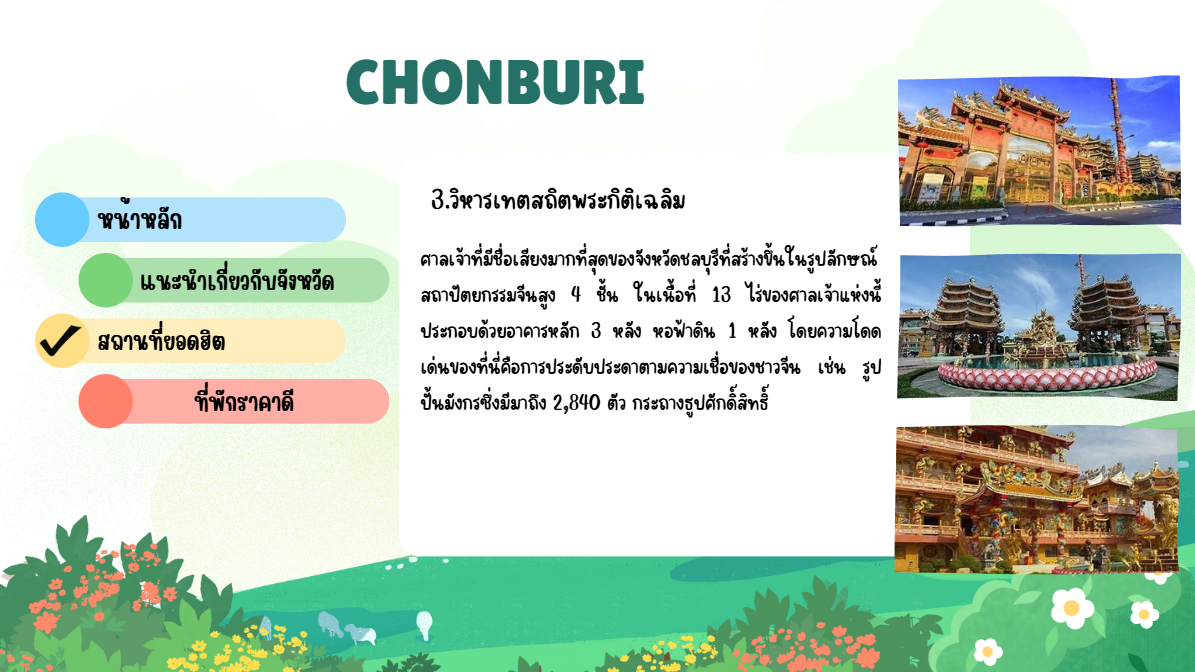 CHONBURI
หน้าหลัก
แนะนำเกี่ยวกับจังหวัด
สถานที่ยอดฮิต
ที่พักราคาดี
3.วิหารเทตสถิตพระกิติเฉลิม
ศาลเจ้าที่มีชื่อเสียงมากที่สุดของจังหวัดชลบุรีที่สร้างขึ้นในรูปลักษณ์
สถาปัตยกรรมจีนสูง 4 ชั้น ในเนื้อที่ 13 ไร่ของศาลเจ้าแห่งนี้
ประกอบด้วยอาคารหลัก 3 หลัง หอฟ้าดิน 1 หลัง โดยความโดด
เด่นของที่นี่คือการประดับประดาตามความเชื่อของชาวจีน เช่น รูป
ปั้นมังกรซึ่งมีมาถึง 2,840 ตัว กระถางธูปศักดิ์สิทธิ์